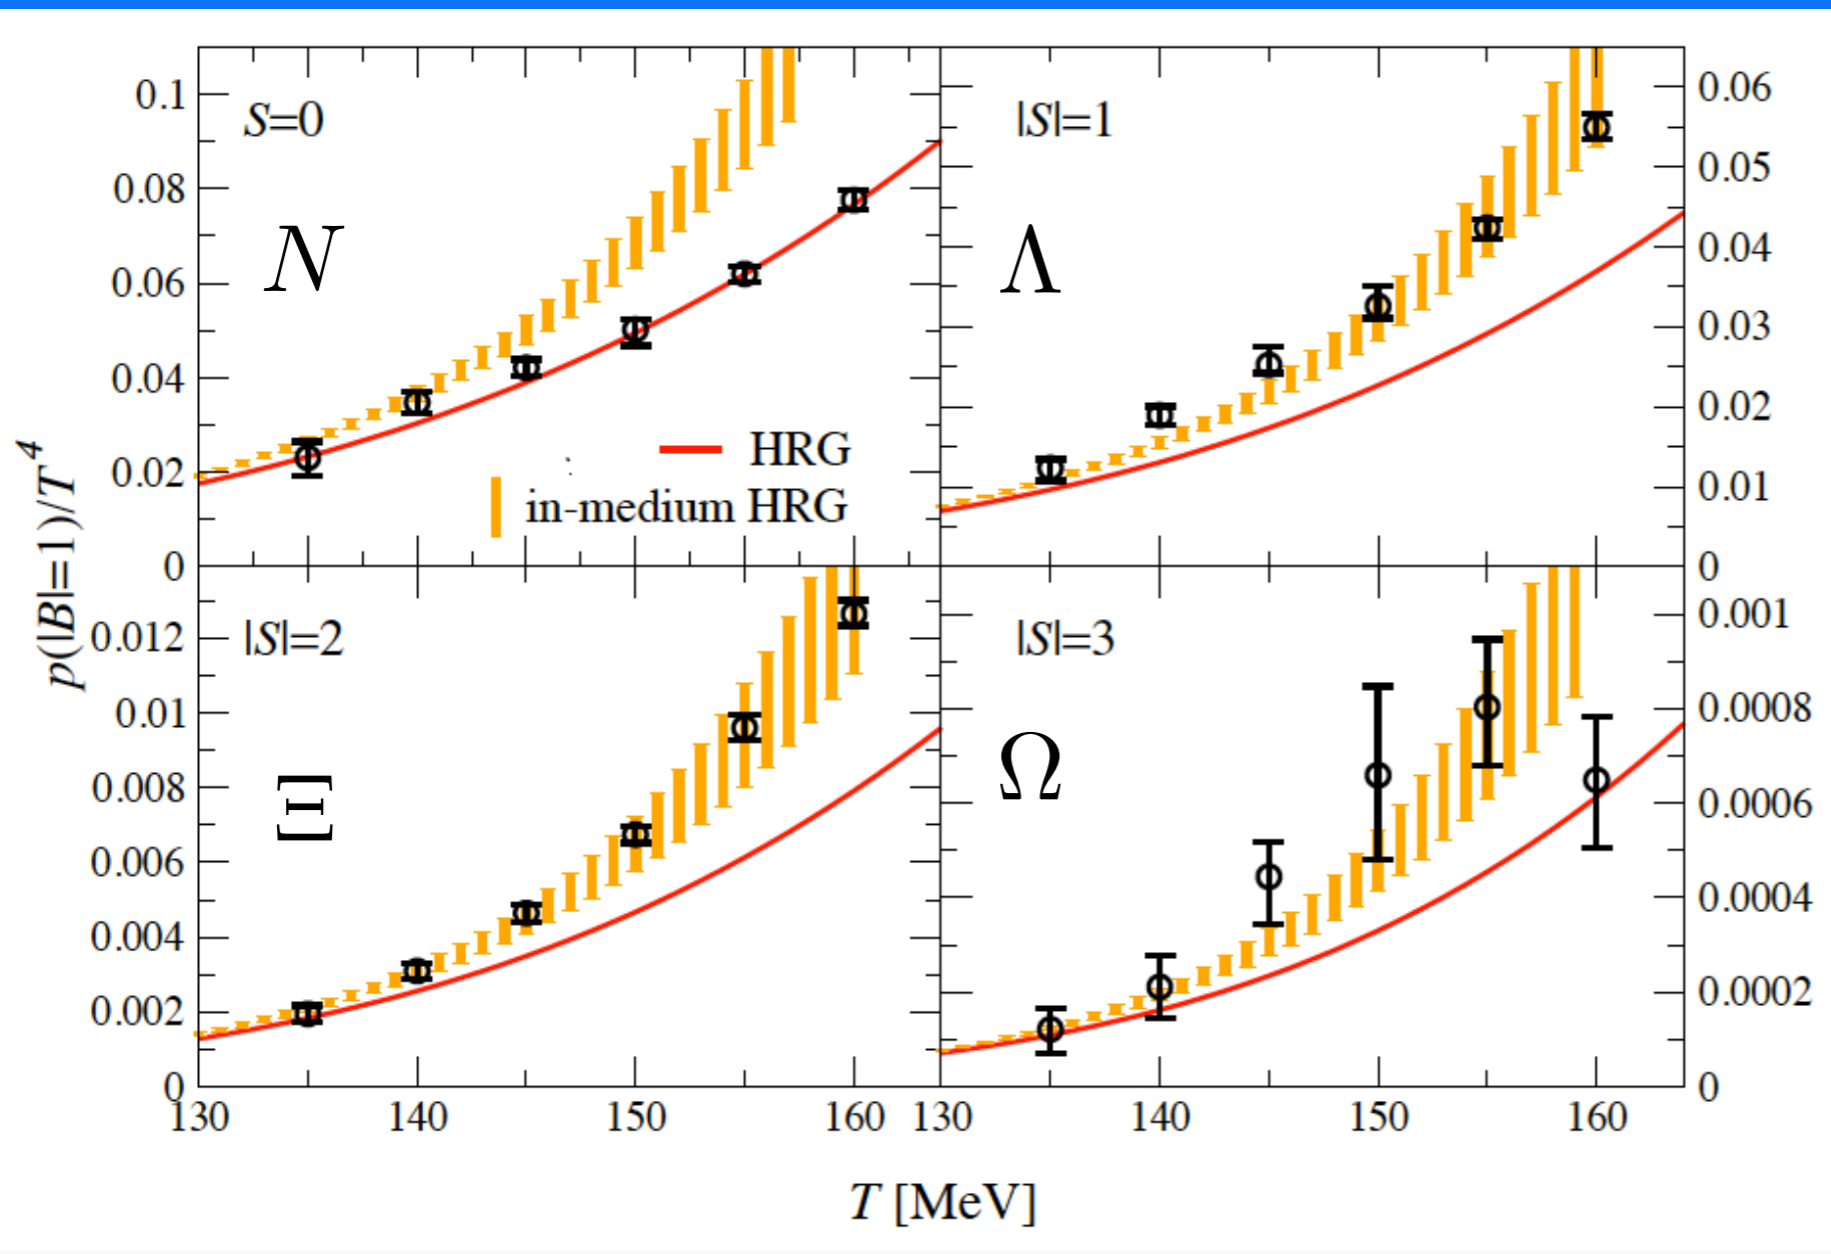 0.1
0.08
0.06
0.04
0.02
0
S=0
N
HRG
in-medium HRG
|S|=1
Λ
0.06
0.05
0.04
0.03
0.02
0.01
0
p(|B|=1)/T⁴
0.012
0.01
0.008
0.006
0.004
0.002
0
|S|=2
Ξ
|S|=3
Ω
0.001
0.0008
0.0006
0.0004
0.0002
0
130 140 150 160 130 140 150 160
T [MeV]